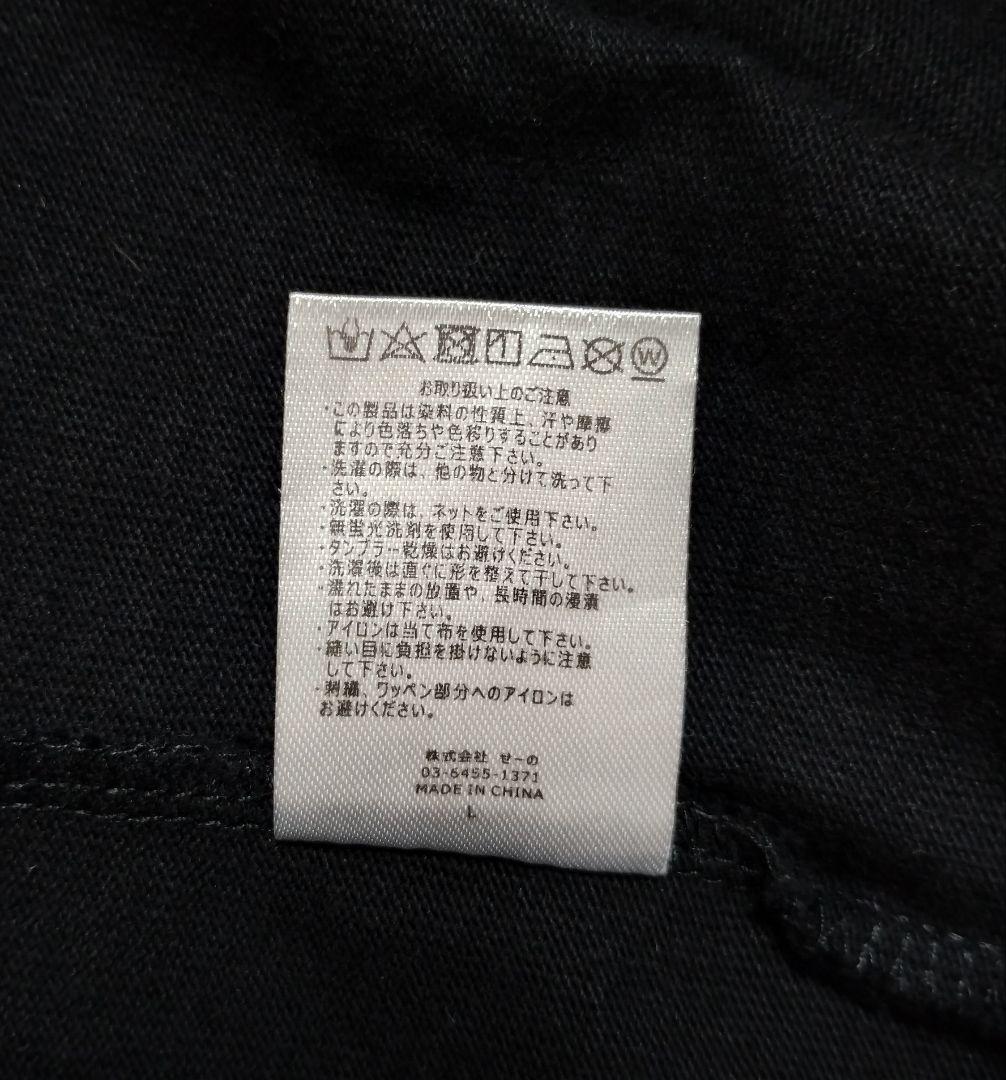 W
お取り扱い上のご注意
・この製品は染料の性質上、汗や摩擦
により色落ちや色移りすることがあり
ますので充分ご注意下さい。
・洗濯の際は、他の物と分けて洗って下
さい。
・洗濯の際は、ネットをご使用下さい。
・無蛍光洗剤を使用して下さい。
・タンブラー乾燥はお避けください。
・洗濯後は直ぐに形を整えて干して下さい。
・濡れたままの放置や、長時間の浸漬
はお避け下さい。
・アイロンは当て布を使用して下さい。
・縫い目に負担を掛けないように注意
して下さい。
・刺繍、ワッペン部分へのアイロンは
お避けください。
株式会社 せーの
03-6455-1371
MADE IN CHINA
L